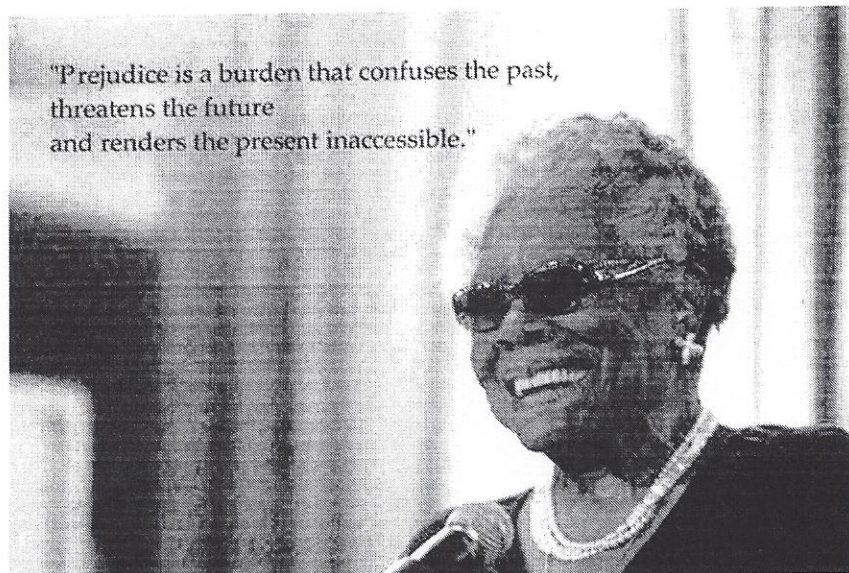 "Prejudice is a burden that confuses the past,
threatens the future
and renders the present inaccessible."